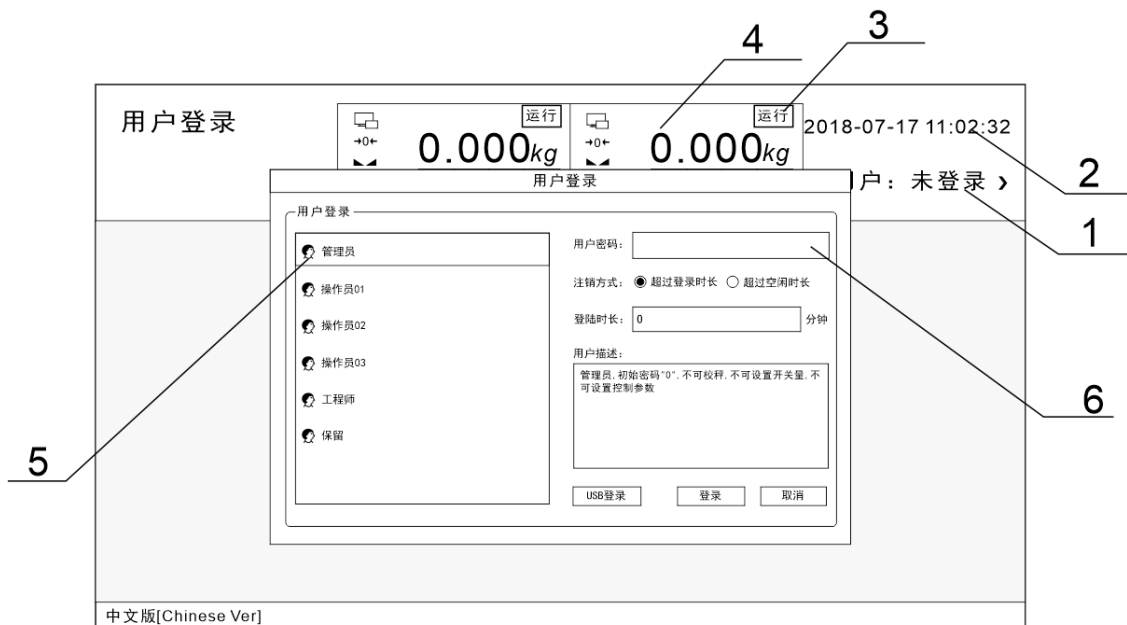 4
3
用户登录
运行
运行
→0←
→0←
0.000kg
0.000kg
2018-07-17 11:02:32
2
户：未登录 ›
1
用户登录
用户登录
管理员
操作员01
操作员02
操作员03
工程师
保留
用户密码：
注销方式： 超过登录时长 超过空闲时长
登陆时长： 0 分钟
用户描述：
管理员,初始密码"0",不可校秤,不可设置开关量,不
可设置控制参数
USB登录 登录 取消
5
6
中文版[Chinese Ver]